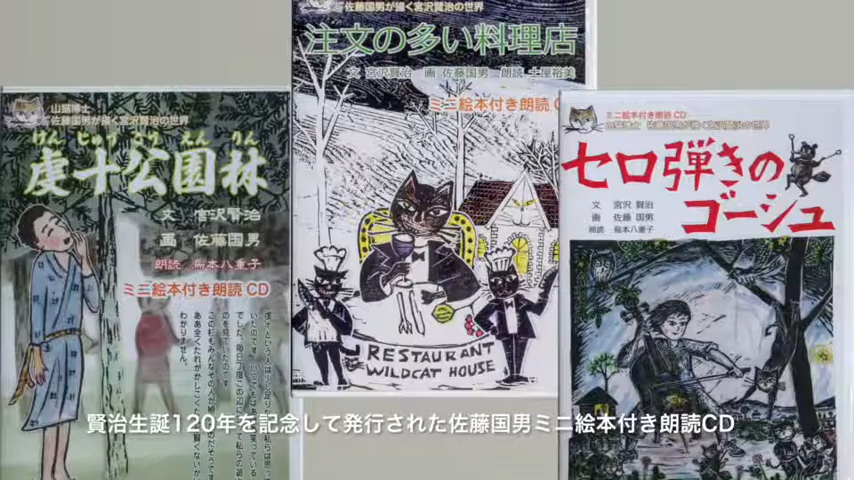 山猫博士
佐藤国男が描く宮沢賢治の世界
けん じゅう こう えん りん
虔十公園林
文 宮沢賢治
画 佐藤国男
朗読 熊本八重子
ミニ絵本付き朗読CD
わかりません。
佐藤国男が描く宮沢賢治の世界
注文の多い料理店
文 宮沢賢治 画 佐藤国男 朗読 土屋裕美
ミニ絵本付き朗読
RESTAURANT
WILDCAT HOUSE
ミニ絵本付き朗読CD
山猫博士 佐藤国男が描く宮沢賢治の世界
セロ弾きの
ゴーシュ
文 宮沢 賢治
画 佐藤 国男
朗読 熊本八重子
賢治生誕120年を記念して発行された佐藤国男ミニ絵本付き朗読CD